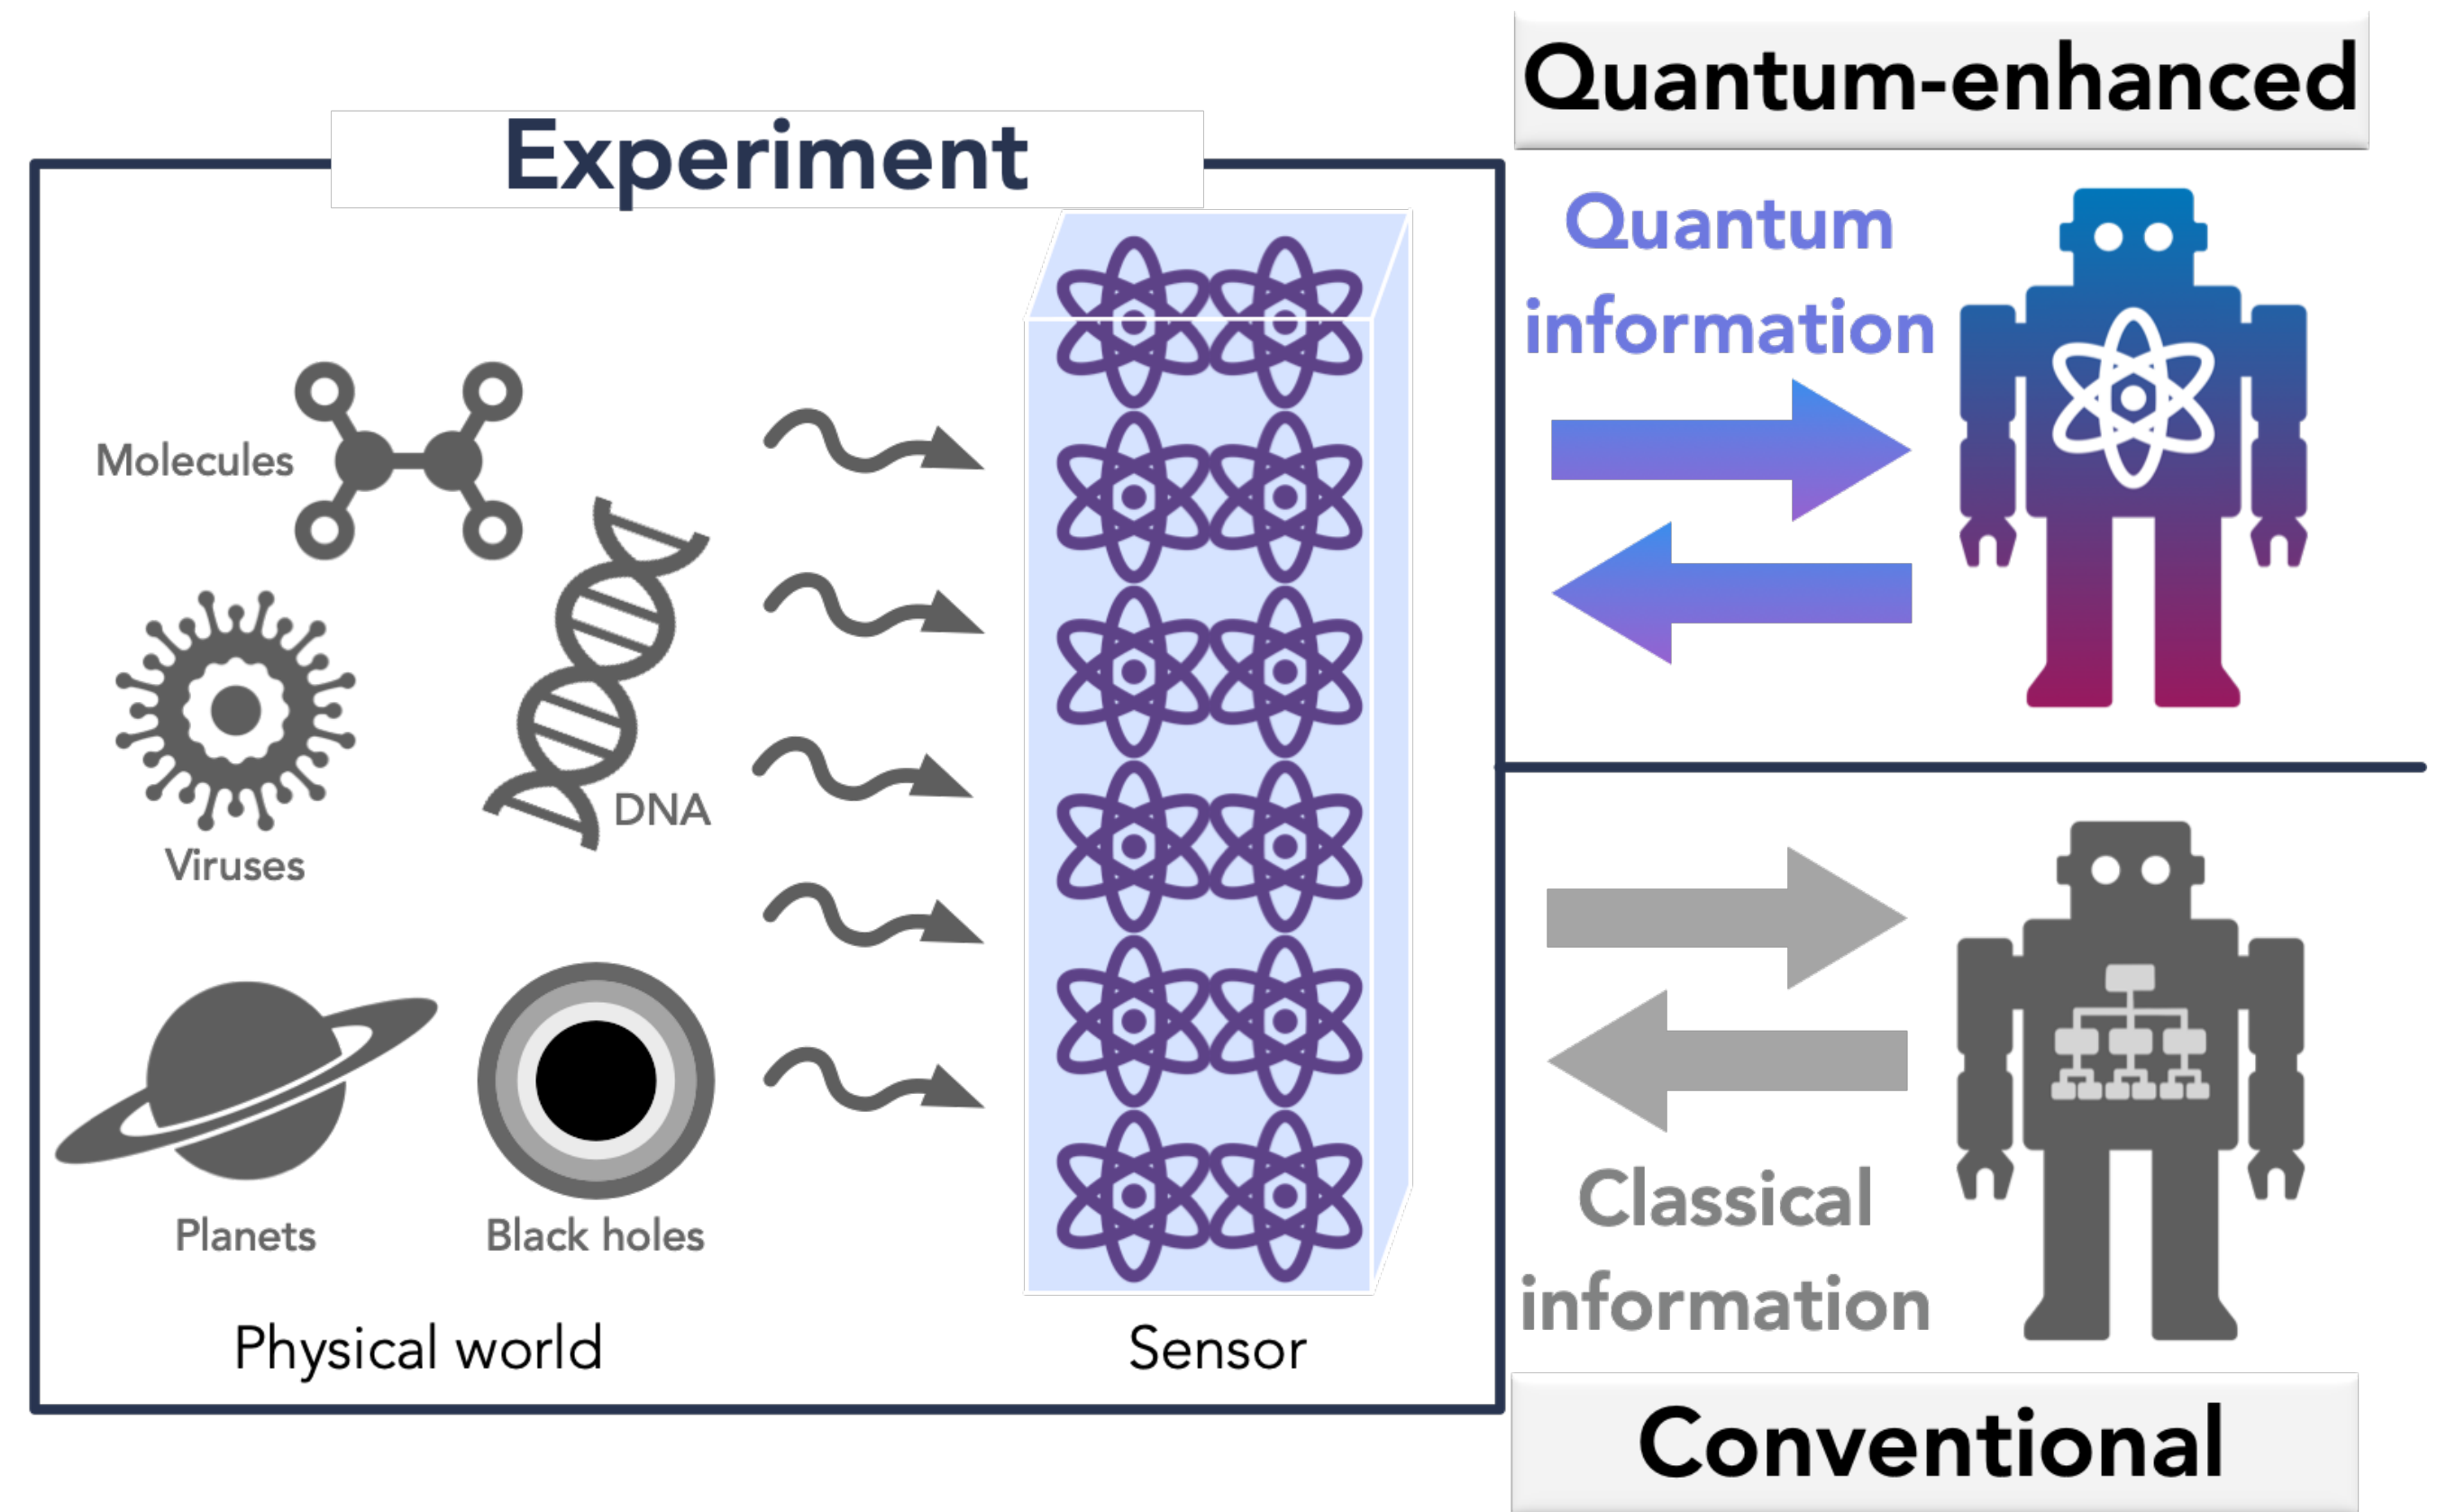 Quantum-enhanced
Experiment
Quantum
information
Molecules
DNA
Viruses
Planets
Black holes
Physical world
Sensor
Classical
information
Conventional